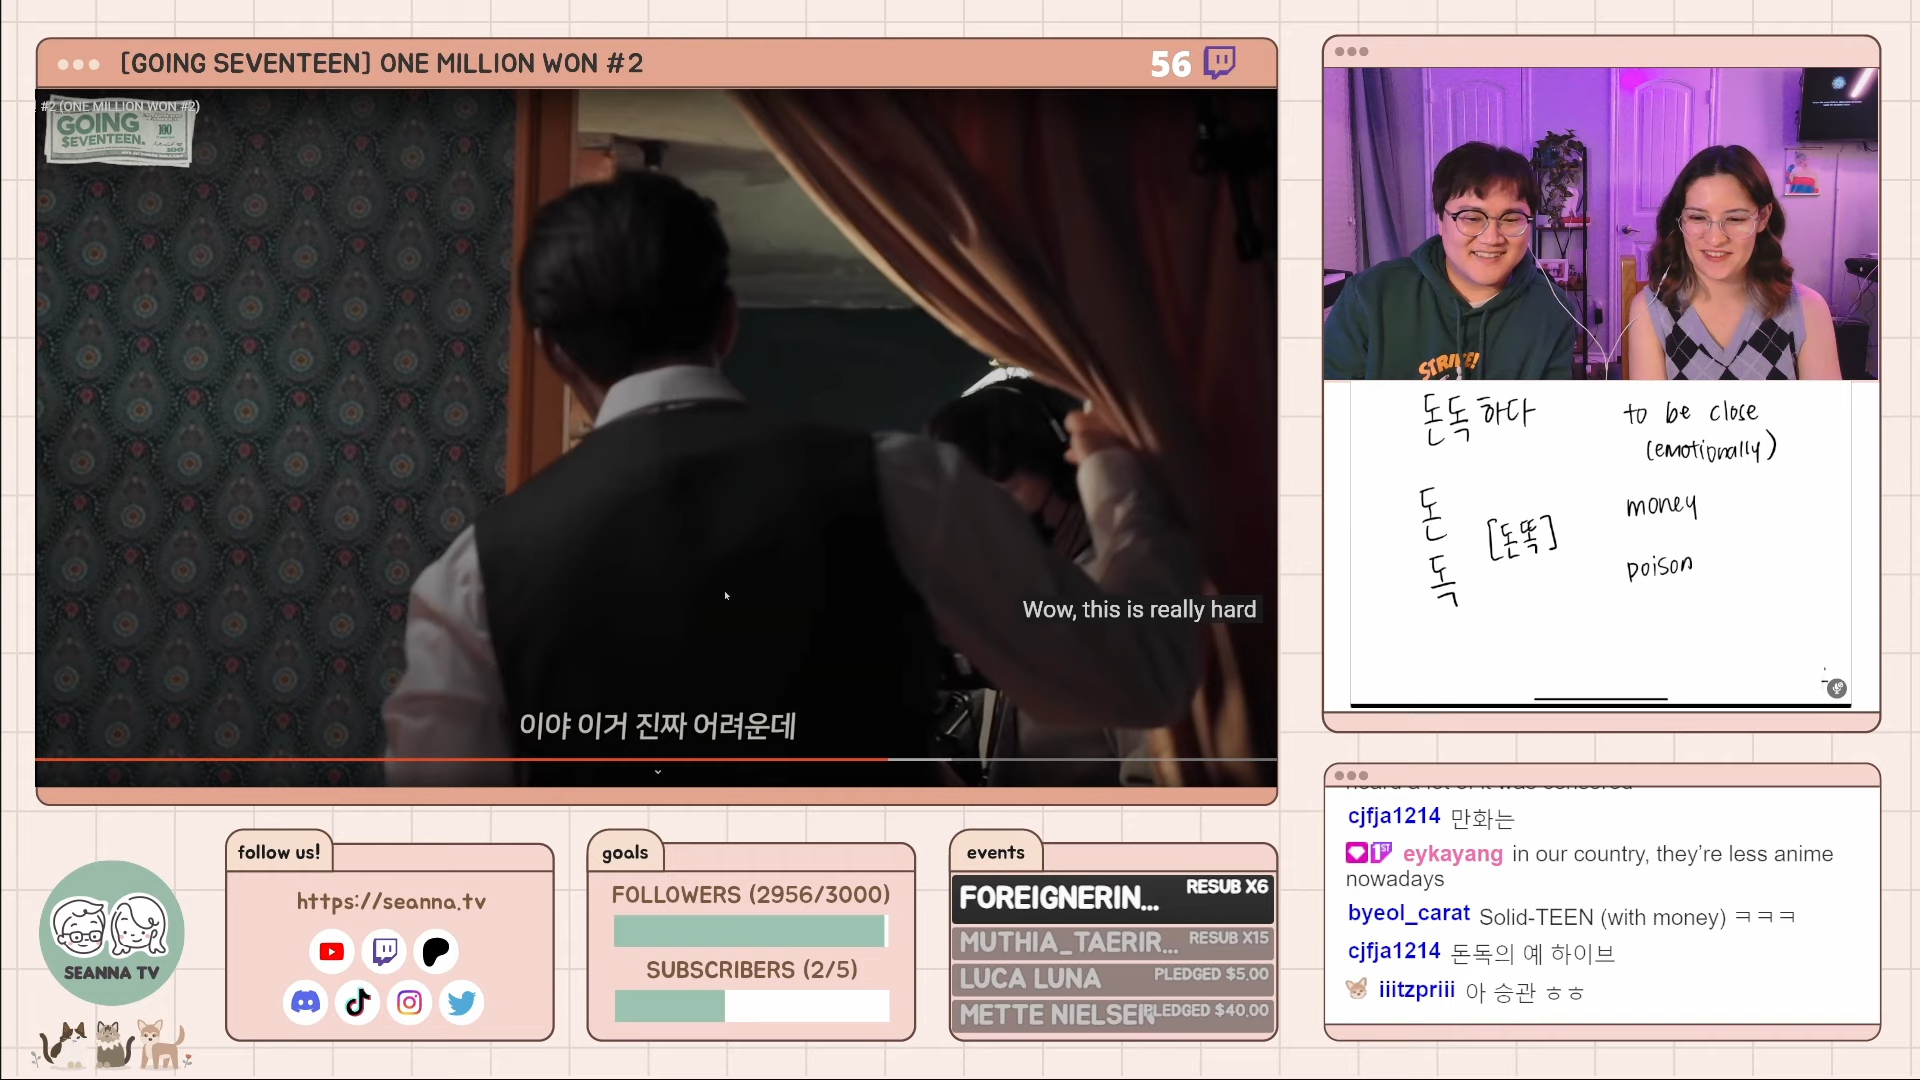 [GOING SEVENTEEN] ONE MILLION WON #2
56
#2 (ONE MILLION WON #2)
GOING
$EVENTEEN.
100
Wow, this is really hard
이야 이거 진짜 어려운데
STRIKE!
돈독하다 to be close
(emotionally)
돈 money
[돈똑]
독 poison
cjfja1214 만화는
1ST eykayang in our country, they're less anime
nowadays
byeol_carat Solid-TEEN (with money) ㅋㅋㅋ
cjfja1214 돈독의 예 하이브
iiitzpriii 아 승관 ㅎㅎ
SEANNA TV
follow us!
https://seanna.tv
goals
FOLLOWERS (2956/3000)
SUBSCRIBERS (2/5)
events
FOREIGNERIN... RESUB X6
MUTHIA_TAERIR... RESUB X15
LUCA LUNA PLEDGED $5.00
METTE NIELSEN PLEDGED $40.00